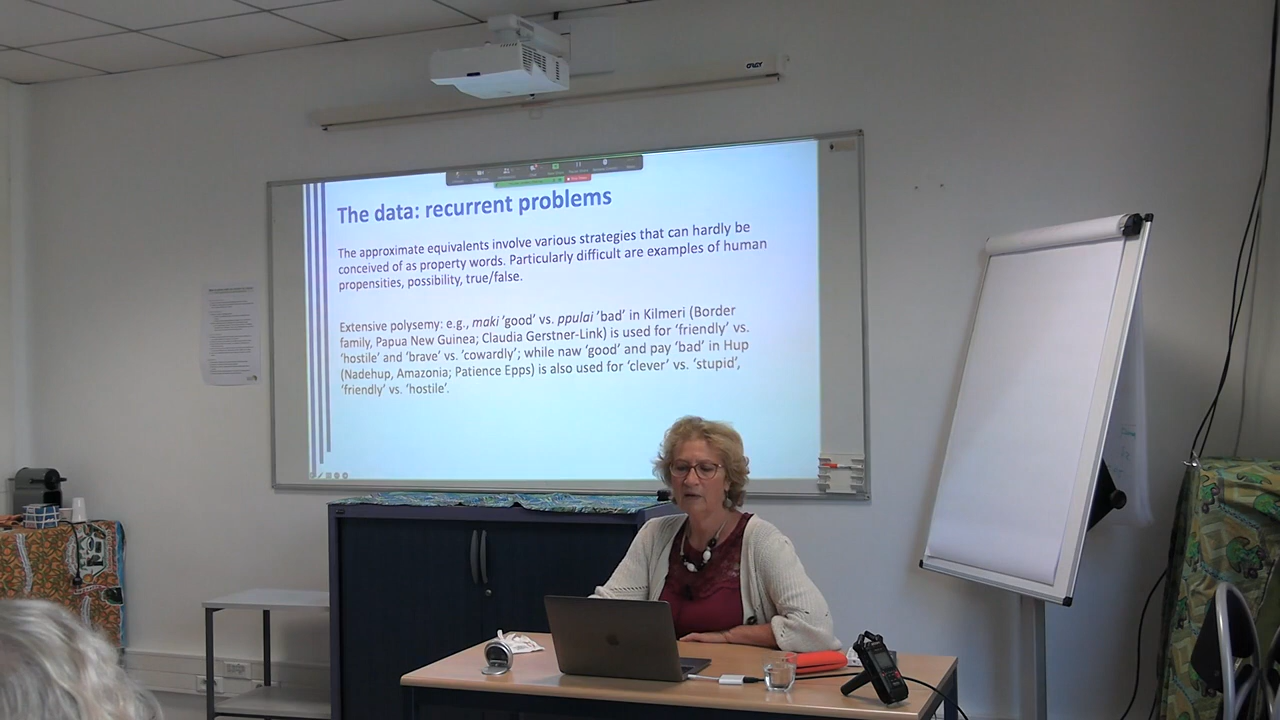 ORAY
The data: recurrent problems
The approximate equivalents involve various strategies that can hardly be
conceived of as property words. Particularly difficult are examples of human
propensities, possibility, true/false.
Extensive polysemy: e.g., maki ’good’ vs. ppulai ’bad’ in Kilmeri (Border
family, Papua New Guinea; Claudia Gerstner-Link) is used for ‘friendly’ vs.
‘hostile’ and ‘brave’ vs. ‘cowardly’; while naw ‘good’ and pay ‘bad’ in Hup
(Nadehup, Amazonia; Patience Epps) is also used for ‘clever’ vs. ‘stupid’,
‘friendly’ vs. ‘hostile’.